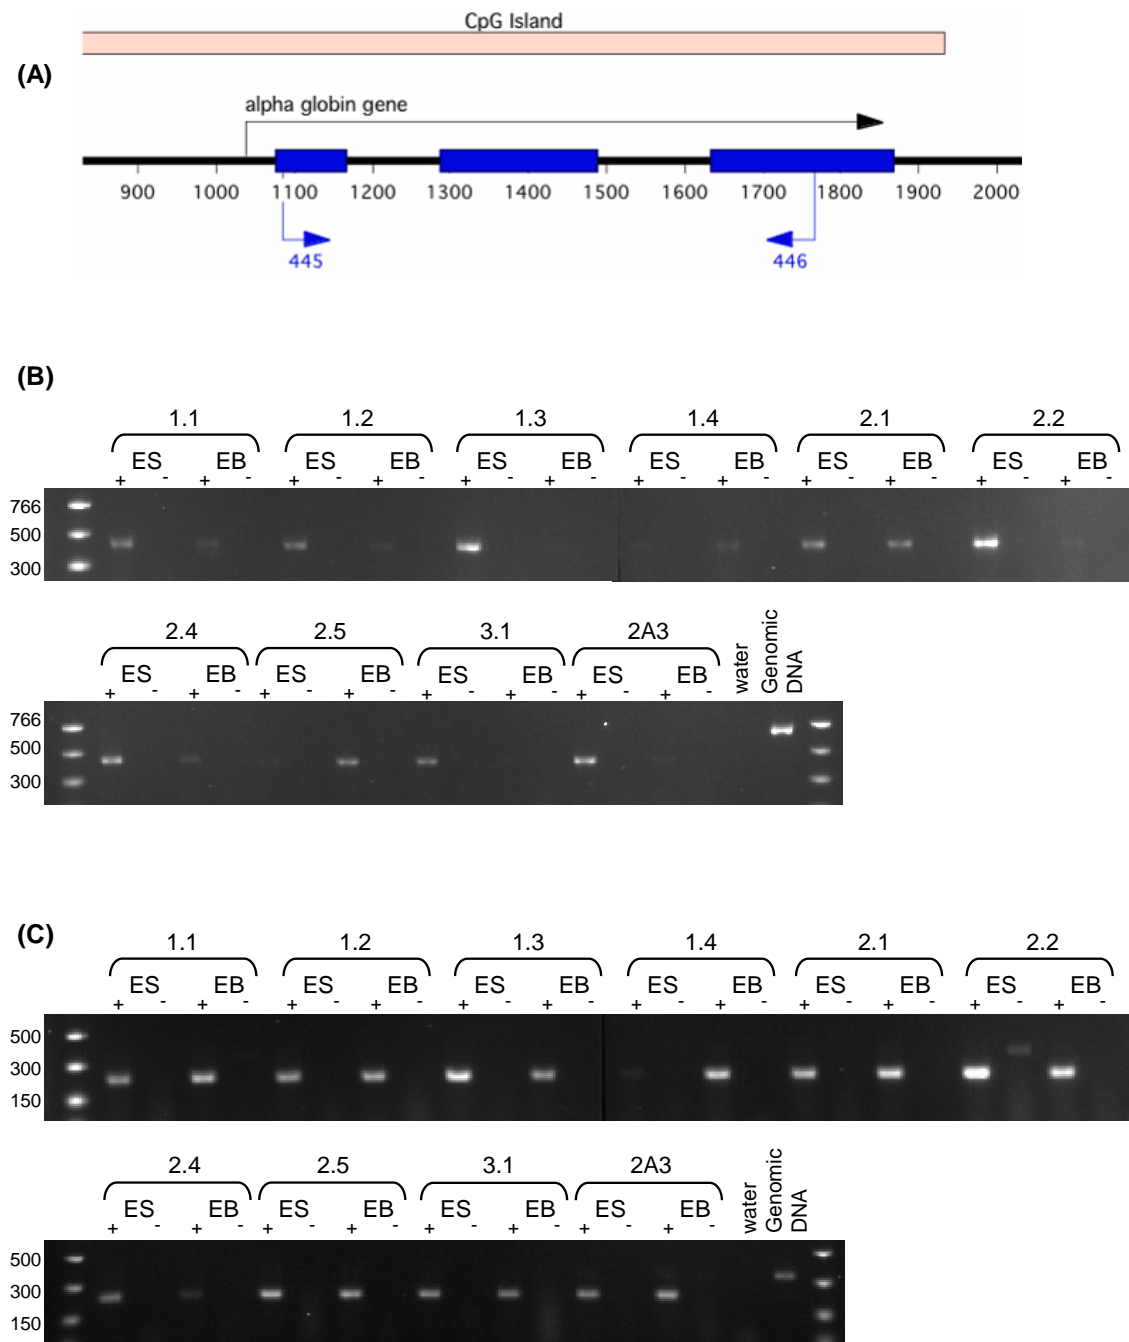 CpG Island
(A)
alpha globin gene
900 1000 1100 1200 1300 1400 1500 1600 1700 1800 1900 2000
445 446
(B)
1.1 1.2 1.3 1.4 2.1 2.2
ES EB ES EB ES EB ES EB ES EB ES EB
+ - + - + - + - + - + - + - + - + - + - + - + -
766
500
300
2.4 2.5 3.1 2A3 water Genomic DNA
ES EB ES EB ES EB ES EB
+ - + - + - + - + - + - + - + -
766
500
300
(C)
1.1 1.2 1.3 1.4 2.1 2.2
ES EB ES EB ES EB ES EB ES EB ES EB
+ - + - + - + - + - + - + - + - + - + - + - + -
500
300
150
2.4 2.5 3.1 2A3 water Genomic DNA
ES EB ES EB ES EB ES EB
+ - + - + - + - + - + - + - + -
500
300
150